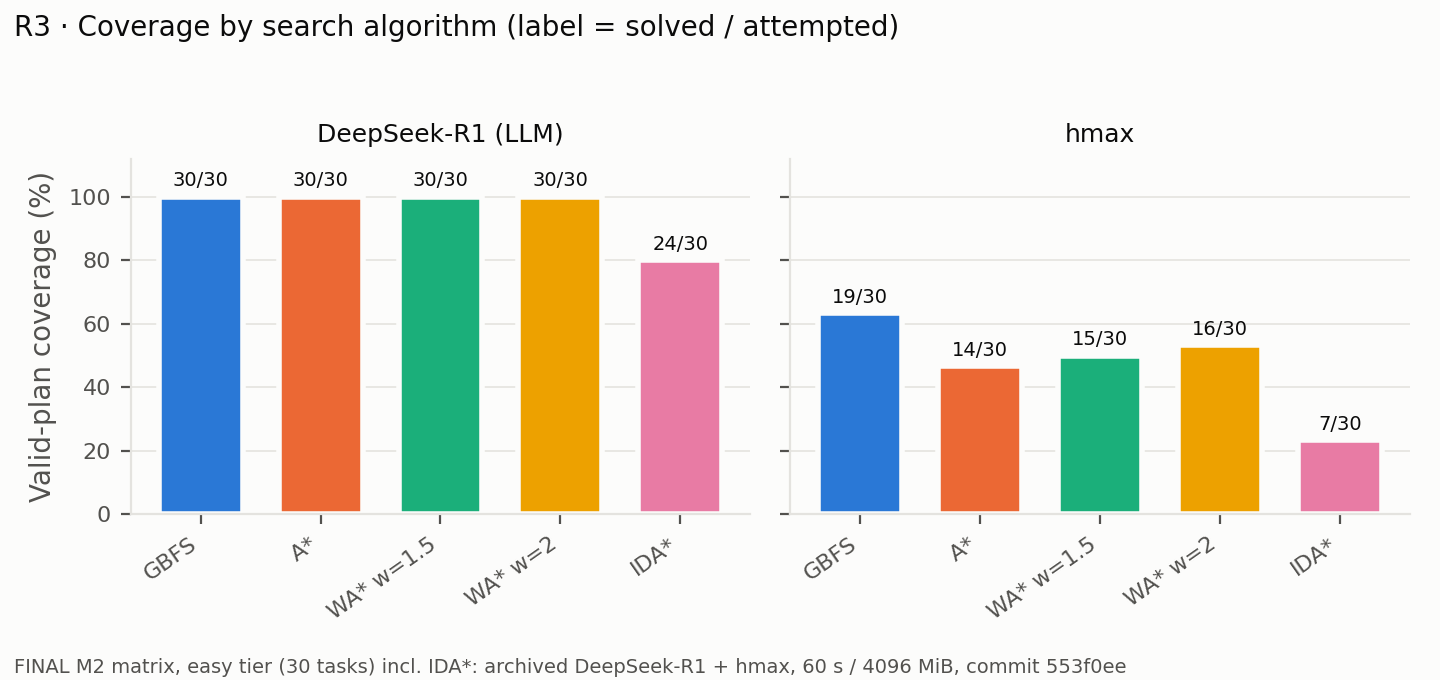 R3 · Coverage by search algorithm (label = solved / attempted)
DeepSeek-R1 (LLM)
hmax
Valid-plan coverage (%)
100
80
60
40
20
0
30/30
30/30
30/30
30/30
24/30
19/30
14/30
15/30
16/30
7/30
GBFS
A*
WA* w=1.5
WA* w=2
IDA*
GBFS
A*
WA* w=1.5
WA* w=2
IDA*
FINAL M2 matrix, easy tier (30 tasks) incl. IDA*: archived DeepSeek-R1 + hmax, 60 s / 4096 MiB, commit 553f0ee